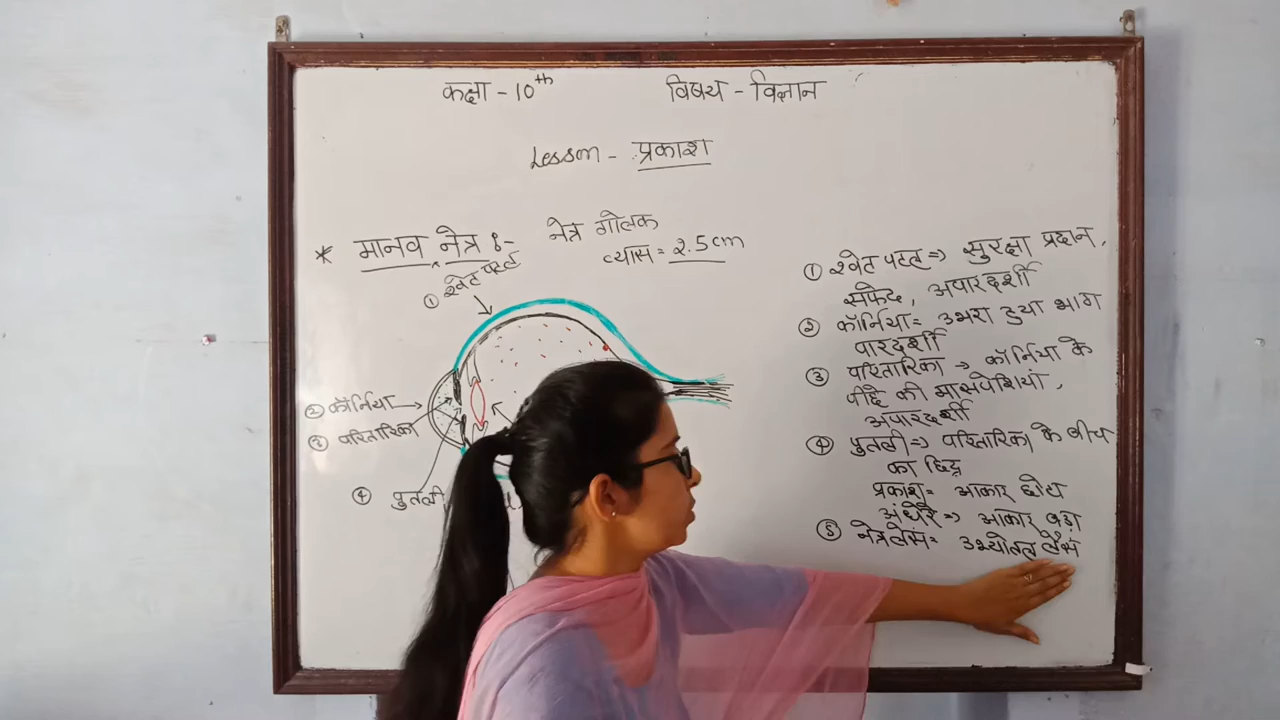 कक्षा - 10th विषय - विज्ञान
Lesson - प्रकाश
* मानव नेत्र :- नेत्र गोलक
व्यास = 2.5cm
① श्वेत पटल
② कॉर्निया
③ परितारिका
④ पुतली
① श्वेत पटल => सुरक्षा प्रदान,
सफेद, अपारदर्शी
② कॉर्निया = उभरा हुया भाग
पारदर्शी
③ परितारिका -> कॉर्निया के
पीछे की मासपेशियां,
अपारदर्शी
④ पुतली => परितारिका के बीच
का छिद्र
प्रकाश = आकार छोटा
अंधेरे => आकार बड़ा
⑤ नेत्रलेंस = उभयोतल लैंस